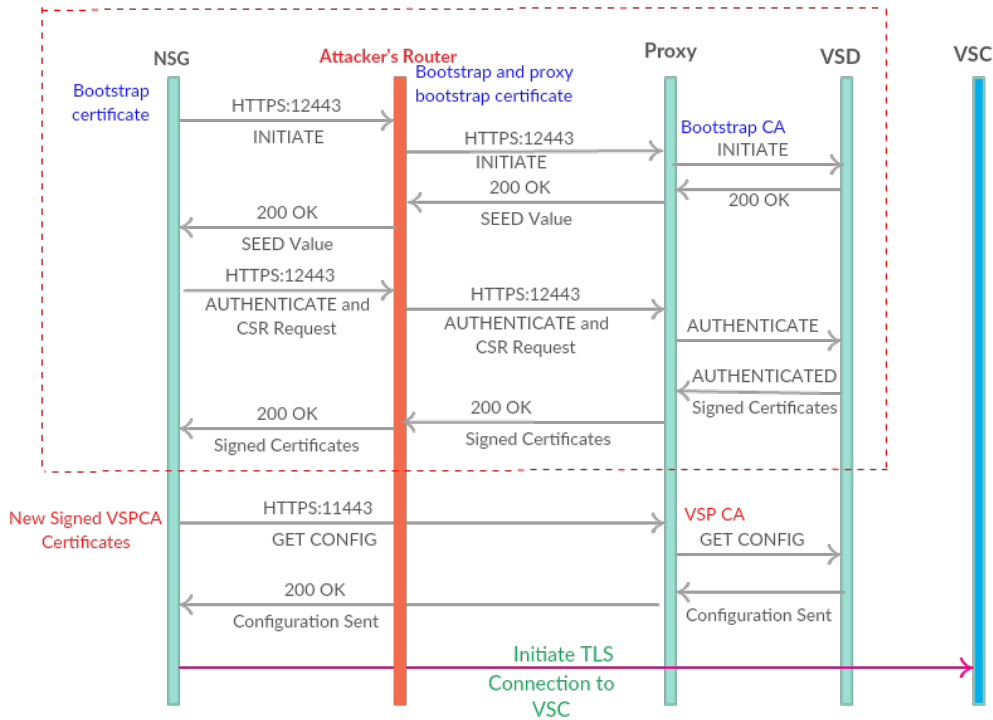 NSG
Attacker's Router
Proxy
VSD
VSC
Bootstrap
certificate
Bootstrap and proxy
bootstrap certificate
HTTPS:12443
INITIATE
HTTPS:12443
INITIATE
Bootstrap CA
INITIATE
200 OK
200 OK
SEED Value
200 OK
SEED Value
HTTPS:12443
AUTHENTICATE and
CSR Request
HTTPS:12443
AUTHENTICATE and
CSR Request
AUTHENTICATE
AUTHENTICATED
Signed Certificates
200 OK
Signed Certificates
200 OK
Signed Certificates
New Signed VSPCA
Certificates
HTTPS:11443
GET CONFIG
VSP CA
GET CONFIG
200 OK
Configuration Sent
Configuration Sent
Initiate TLS
Connection to
VSC